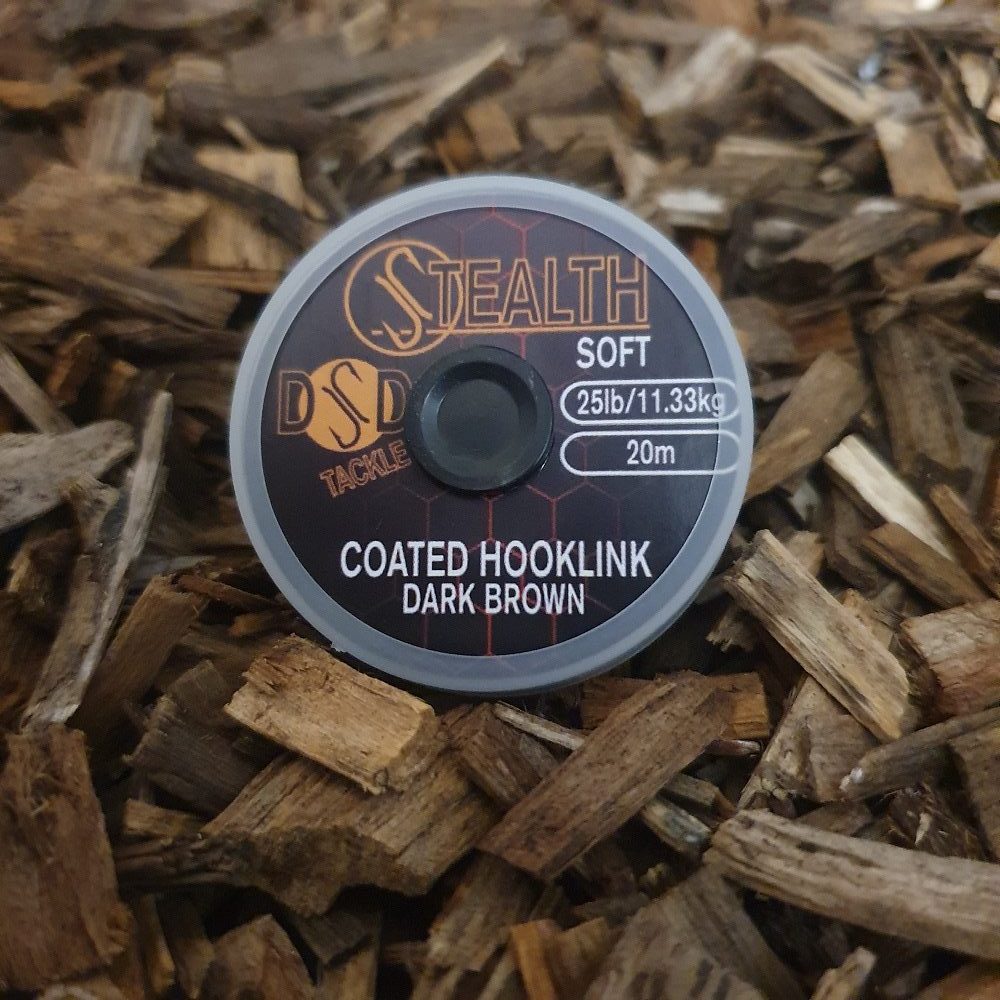 STEALTH
SOFT
25lb/11.33kg
20m
DSD
TACKLE
COATED HOOKLINK
DARK BROWN